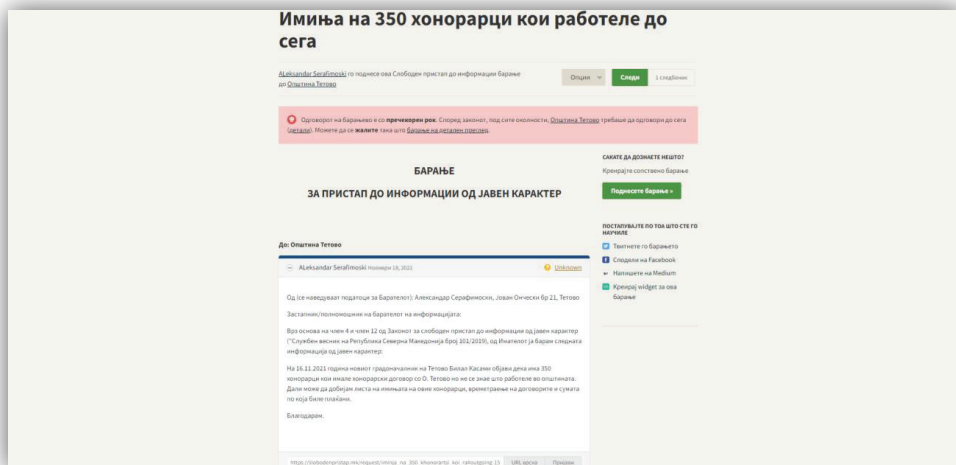 Имиња на 350 хонорарци кои работеле до
сега
ALeksandar Serafimoski го поднесе ова Слободен пристап до информации барање
до Општина Тетово
Опции
Следи
1 следбеник
Одговорот на барањево е со пречекорен рок. Според законот, под сите околности, Општина Тетово требаше да одговори до сега
(детали). Можете да се жалите така што барање на детален преглед.
БАРАЊЕ
ЗА ПРИСТАП ДО ИНФОРМАЦИИ ОД ЈАВЕН КАРАКТЕР
До: Општина Тетово
ALeksandar Serafimoski Ноември 18, 2021
Unknown
Од (се наведуваат податоци за Барателот): Александар Серафимоски, Јован Ончески бр 21, Тетово
Застапник/полномошник на барателот на информацијата:
Врз основа на член 4 и член 12 од Законот за слободен пристап до информации од јавен карактер
("Службен весник на Република Северна Македонија број 101/2019), од Имателот ја барам следната
информација од јавен карактер:
На 16.11.2021 година новиот градоначалник на Тетово Билал Касами објави дека има 350
хонорарци кои имале хонорарски договор со О. Тетово но не се знае што работеле во општината.
Дали може да добијам листа на имињата на овие хонорарци, времетраење на договорите и сумата
по која биле плаќани.
Благодарам.
URL врска
Пријави
САКАТЕ ДА ДОЗНАЕТЕ НЕШТО?
Креирајте сопствено барање
Поднесете барање »
ПОСТАПУВАЈТЕ ПО ТОА ШТО СТЕ ГО
НАУЧИЛЕ
Твитнете го барањето
Сподели на Facebook
Напишете на Medium
Креирај widget за ова
барање